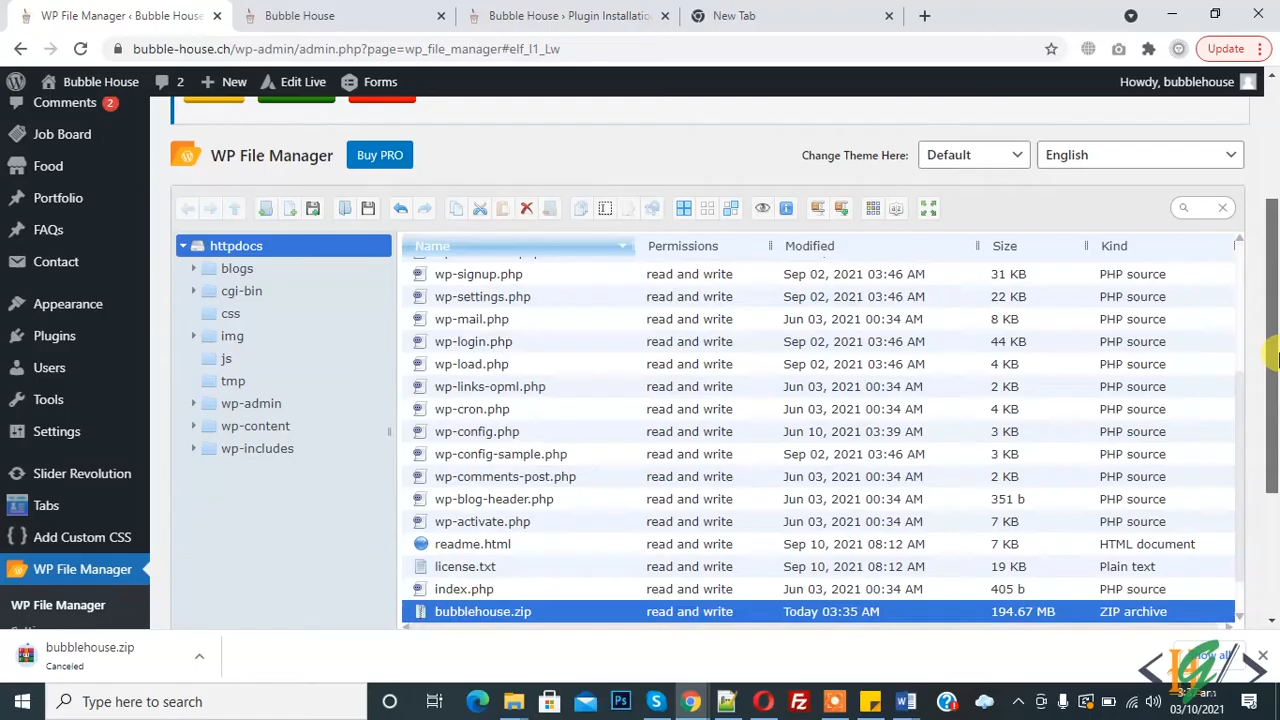 WP File Manager ‹ Bubble House
Bubble House
Bubble House › Plugin Installatio
New Tab
bubble-house.ch/wp-admin/admin.php?page=wp_file_manager#elf_l1_Lw
Update
Bubble House
2
New
Edit Live
Forms
Howdy, bubblehouse
Comments 2
Job Board
Food
Portfolio
FAQs
Contact
Appearance
Plugins
Users
Tools
Settings
Slider Revolution
Tabs
Add Custom CSS
WP File Manager
WP File Manager
WP File Manager
Buy PRO
Change Theme Here:
Default
English
httpdocs
blogs
cgi-bin
css
img
js
tmp
wp-admin
wp-content
wp-includes
Name Permissions Modified Size Kind
wp-signup.php read and write Sep 02, 2021 03:46 AM 31 KB PHP source
wp-settings.php read and write Sep 02, 2021 03:46 AM 22 KB PHP source
wp-mail.php read and write Jun 03, 2021 00:34 AM 8 KB PHP source
wp-login.php read and write Sep 02, 2021 03:46 AM 44 KB PHP source
wp-load.php read and write Sep 02, 2021 03:46 AM 4 KB PHP source
wp-links-opml.php read and write Jun 03, 2021 00:34 AM 2 KB PHP source
wp-cron.php read and write Jun 03, 2021 00:34 AM 4 KB PHP source
wp-config.php read and write Jun 10, 2021 03:39 AM 3 KB PHP source
wp-config-sample.php read and write Sep 02, 2021 03:46 AM 3 KB PHP source
wp-comments-post.php read and write Jun 03, 2021 00:34 AM 2 KB PHP source
wp-blog-header.php read and write Jun 03, 2021 00:34 AM 351 b PHP source
wp-activate.php read and write Jun 03, 2021 00:34 AM 7 KB PHP source
readme.html read and write Sep 10, 2021 08:12 AM 7 KB HTML document
license.txt read and write Sep 10, 2021 08:12 AM 19 KB Plain text
index.php read and write Jun 03, 2021 00:34 AM 405 b PHP source
bubblehouse.zip read and write Today 03:35 AM 194.67 MB ZIP archive
bubblehouse.zip
Canceled
Type here to search
03/10/2021